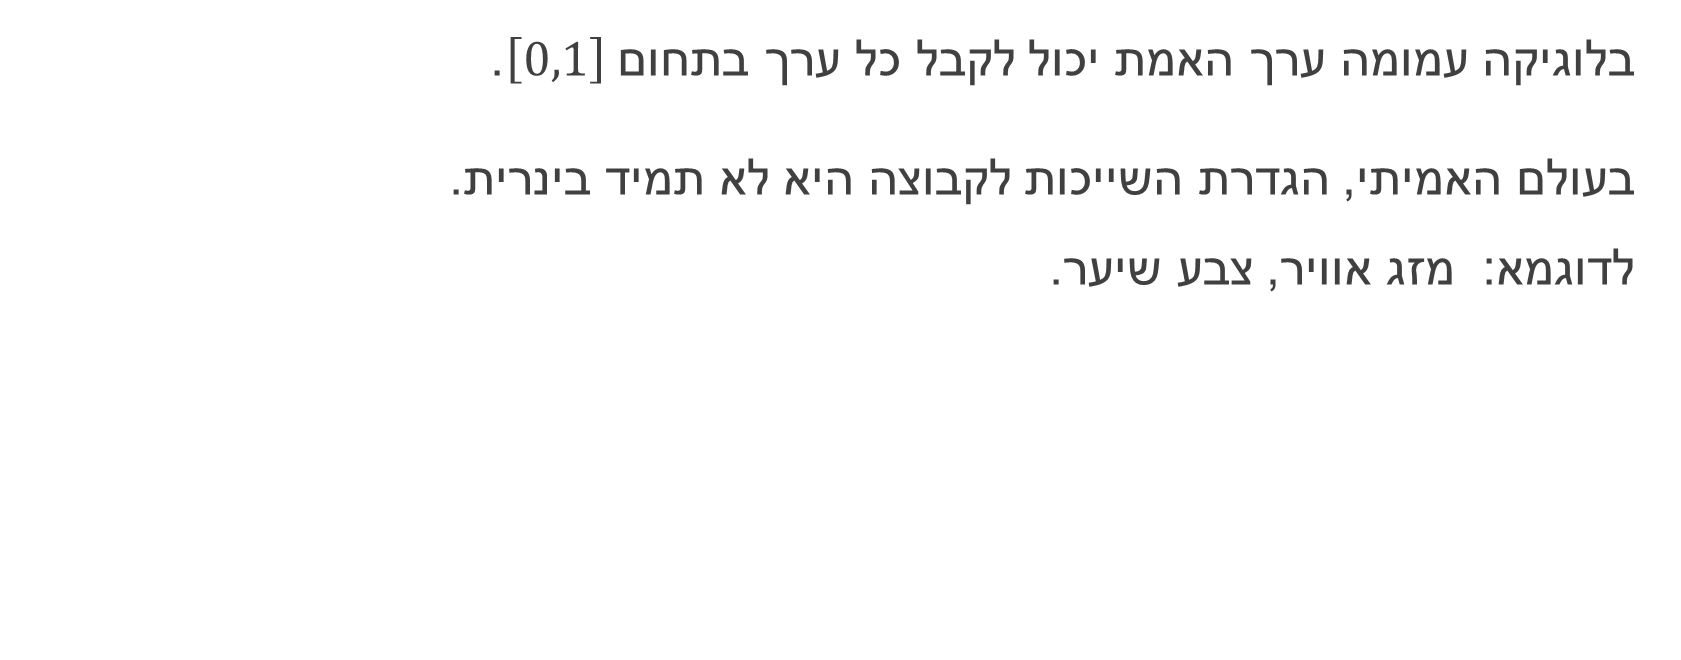 בלוגיקה עמומה ערך האמת יכול לקבל כל ערך בתחום [0,1].
בעולם האמיתי, הגדרת השייכות לקבוצה היא לא תמיד בינרית.
לדוגמא: מזג אוויר, צבע שיער.